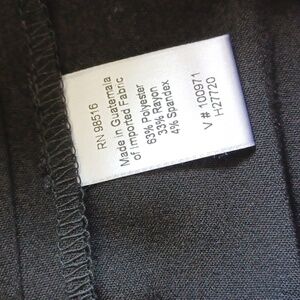 RN 98516
Made in Guatemala
of Imported Fabric
63% Polyester
33% Rayon
4% Spandex
V # 100971
H27720